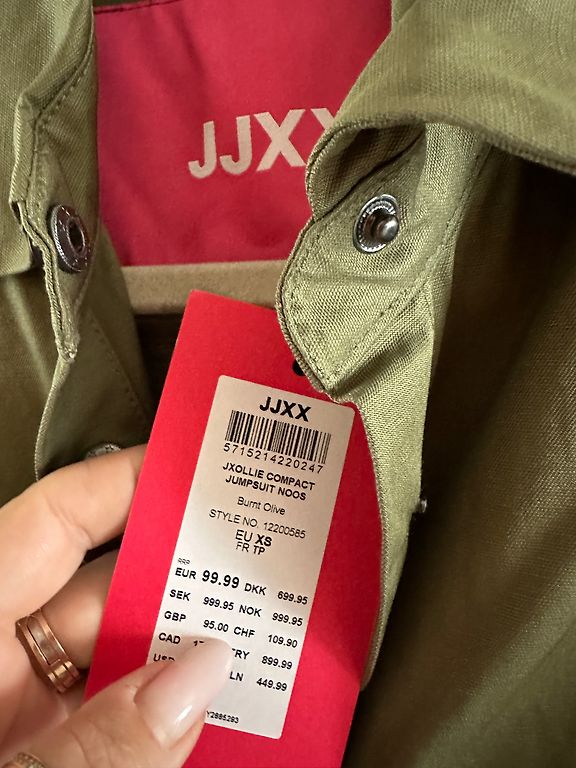 JJXX
JJXX
5715214220247
JXOLLIE COMPACT
JUMPSUIT NOOS
Burnt Olive
STYLE NO. 12200585
EU XS
FR TP
RRP
EUR 99.99 DKK 699.95
SEK 999.95 NOK 999.95
GBP 95.00 CHF 109.90
CAD 899.99
449.99